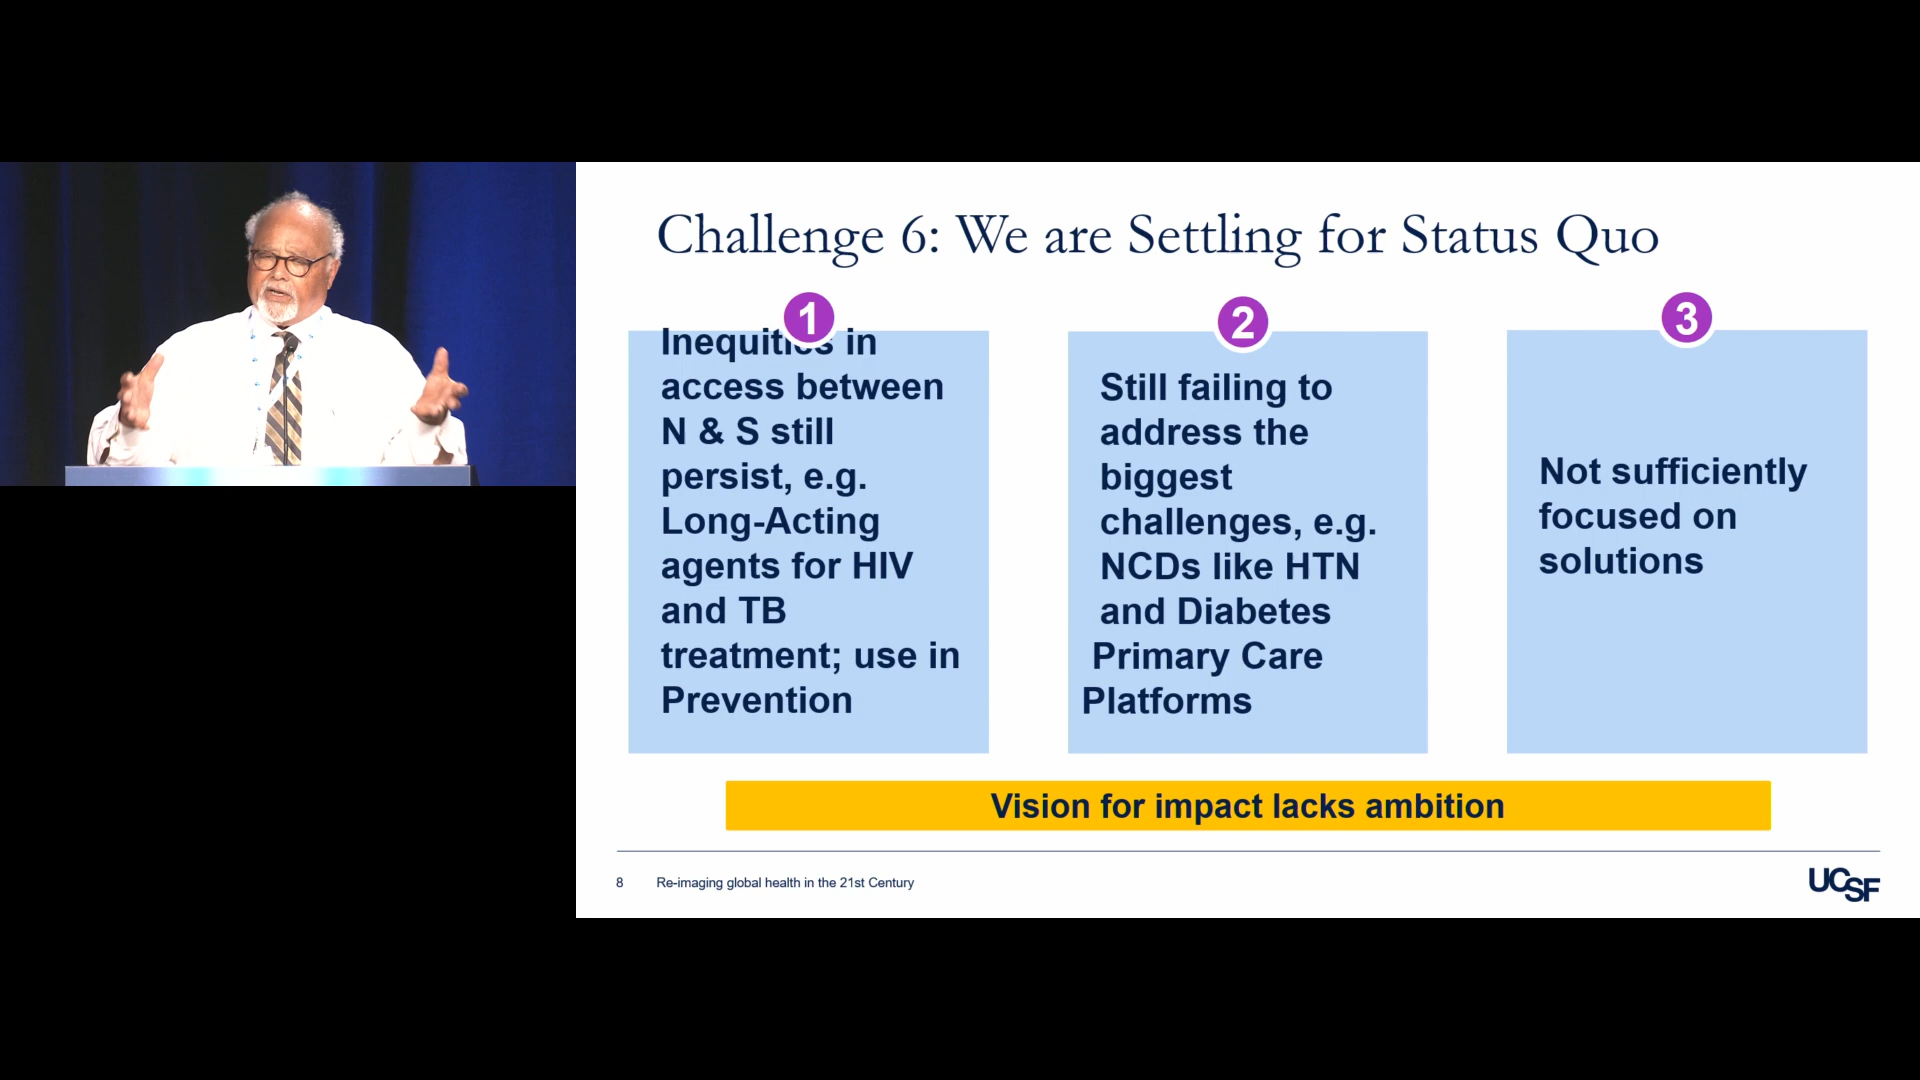 Challenge 6: We are Settling for Status Quo
1
Inequities in
access between
N & S still
persist, e.g.
Long-Acting
agents for HIV
and TB
treatment; use in
Prevention
2
Still failing to
address the
biggest
challenges, e.g.
NCDs like HTN
and Diabetes
Primary Care
Platforms
3
Not sufficiently
focused on
solutions
Vision for impact lacks ambition
8 Re-imaging global health in the 21st Century
UCSF